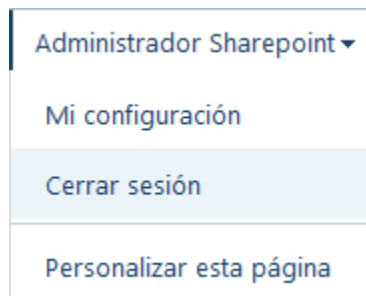 Administrador Sharepoint
Mi configuración
Cerrar sesión
Personalizar esta página